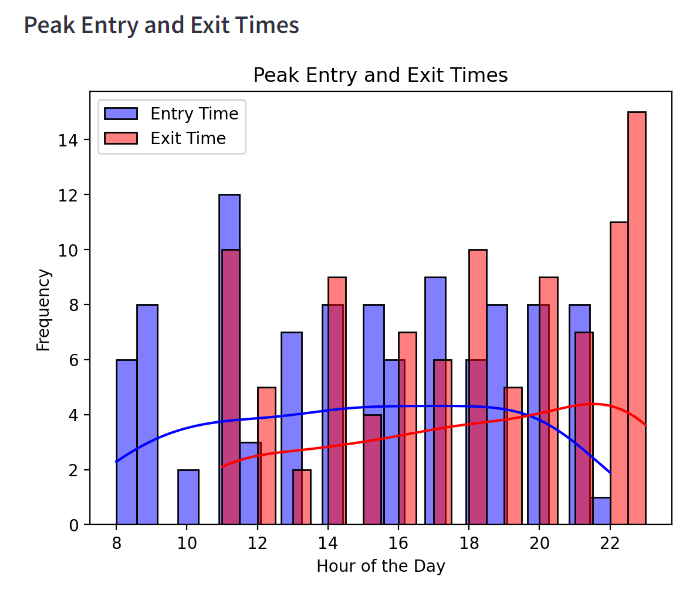 Peak Entry and Exit Times
Peak Entry and Exit Times
Entry Time
Exit Time
Frequency
14
12
10
8
6
4
2
0
8 10 12 14 16 18 20 22
Hour of the Day